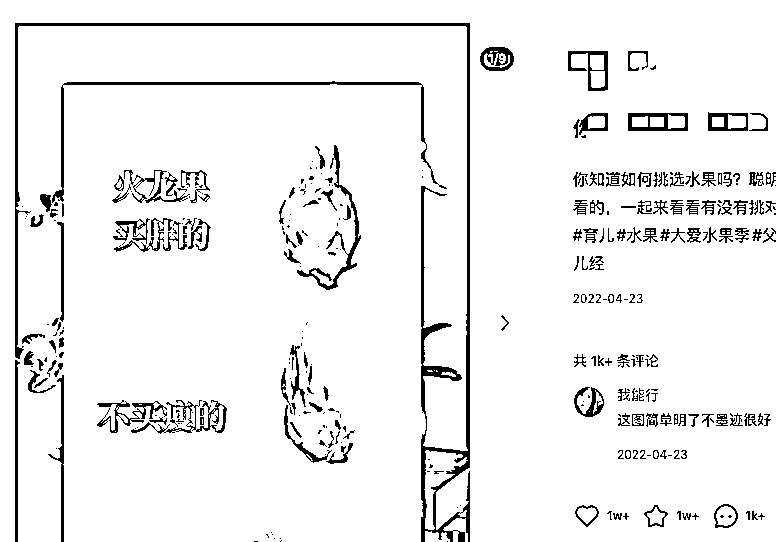 1/9
火龙果
买胖的
不买瘦的
你知道如何挑选水果吗？聪明
看的，一起来看看有没有挑对
#育儿#水果#大爱水果季#父
儿经
2022-04-23
共 1k+ 条评论
我能行
这图简单明了不墨迹很好
2022-04-23
1w+ 1w+ 1k+